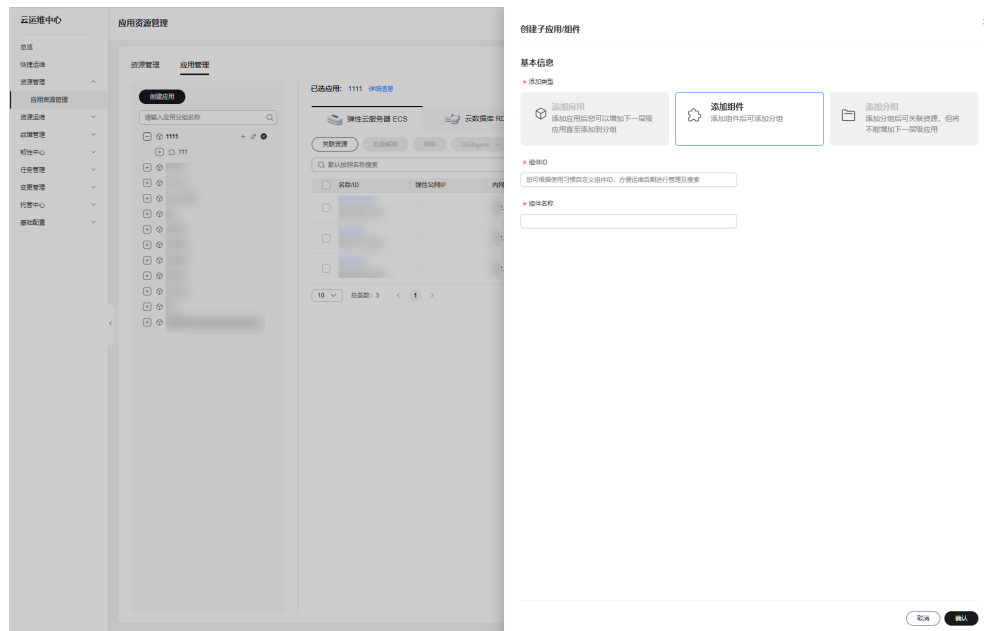 云运维中心
总览
快捷运维
资源管理
应用资源管理
资源运维
故障管理
韧性中心
任务管理
变更管理
托管中心
基础配置
应用资源管理
资源管理
应用管理
创建应用
请输入应用分组名称
1111
111
已选应用: 1111 详细信息
弹性云服务器 ECS
云数据库 RD
关联资源
批量解除
转移
UniAgent
默认按照名称搜索
名称/ID
弹性公网IP
内网
10
总条数: 3
1
创建子应用/组件
基本信息
* 添加类型
添加应用
添加应用后您可以增加下一层级
应用直至添加到分组
添加组件
添加组件后可添加分组
添加分组
添加分组后可关联资源，但将
不能增加下一层级应用
* 组件ID
您可根据使用习惯自定义组件ID，方便运维后期进行管理及搜索
* 组件名称
取消
确认